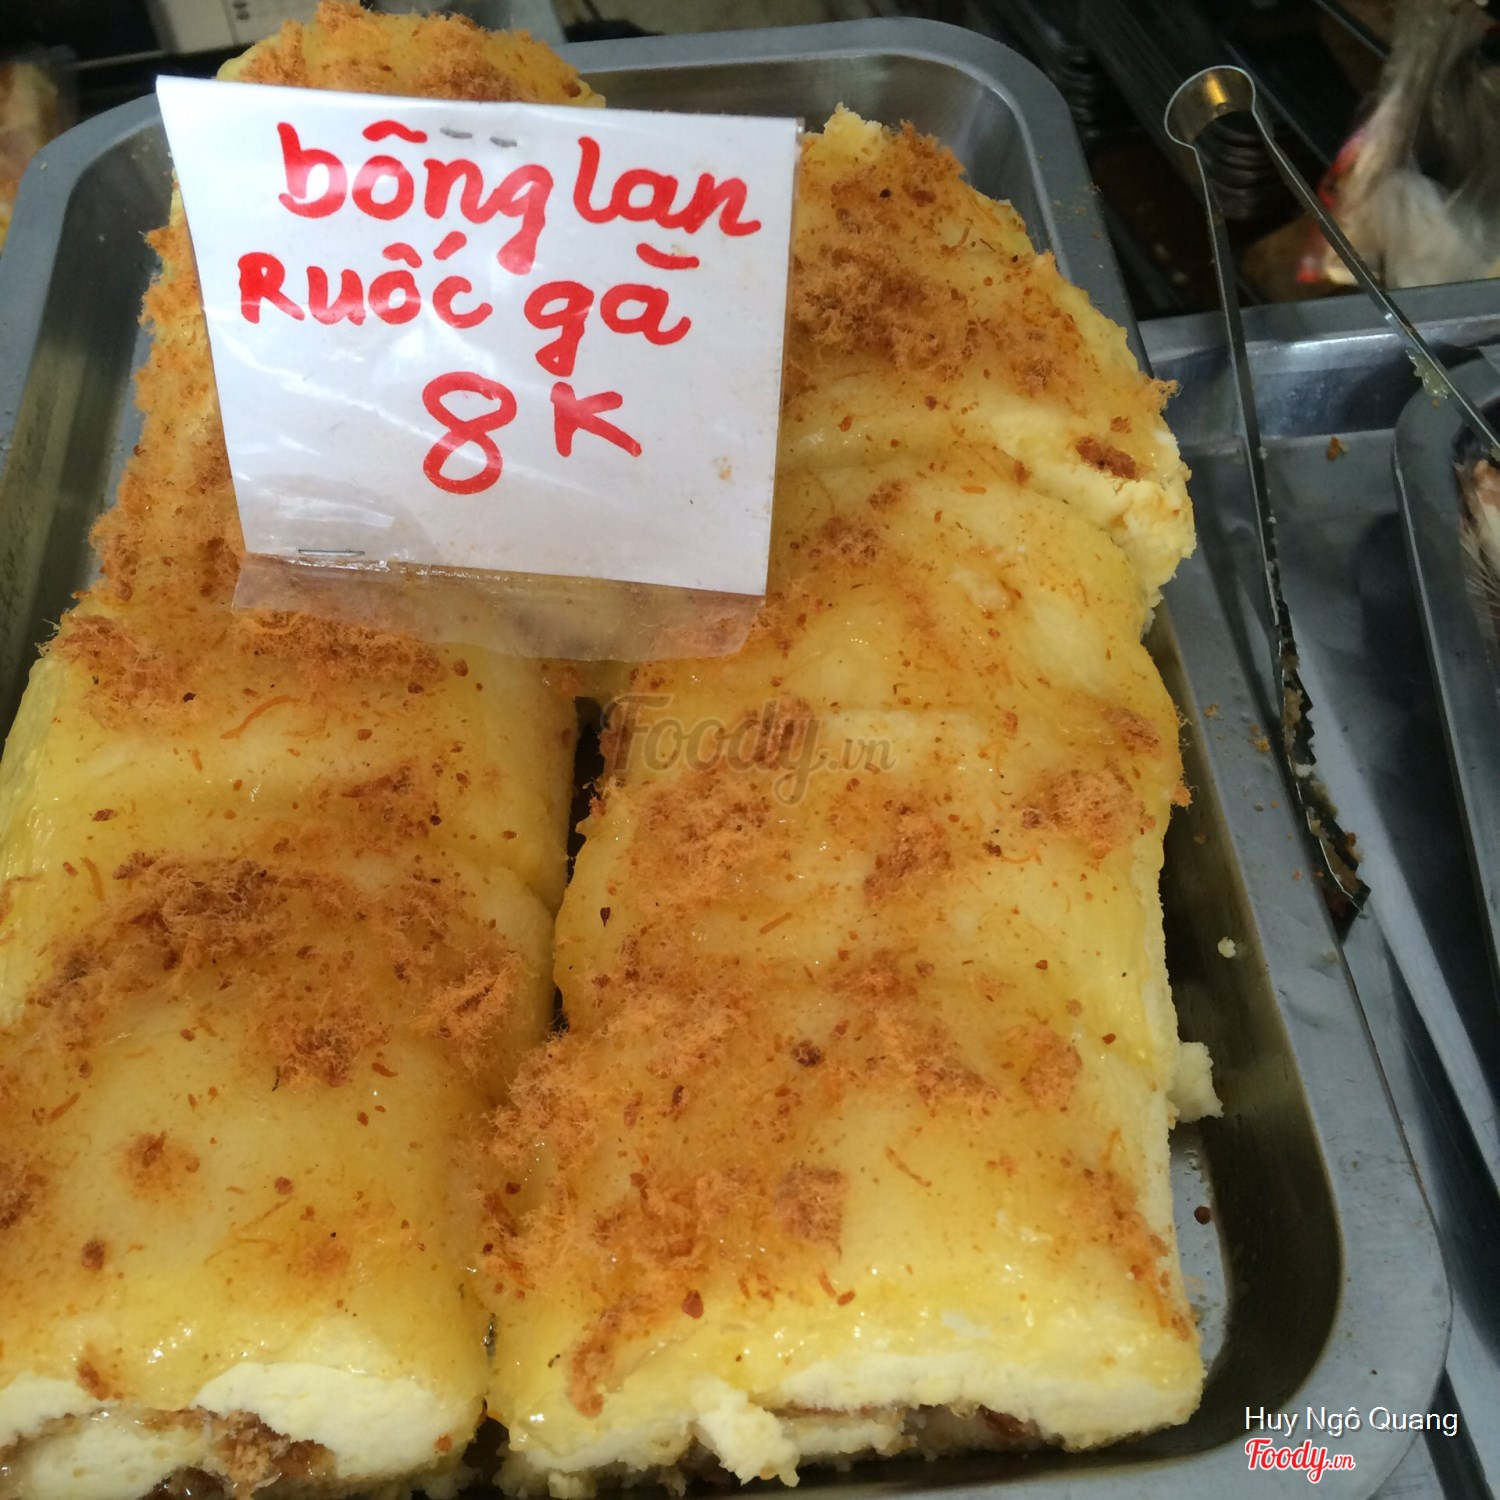 bông lan
Ruốc gà
8K
Foody.vn
Huy Ngô Quang
Foody.vn